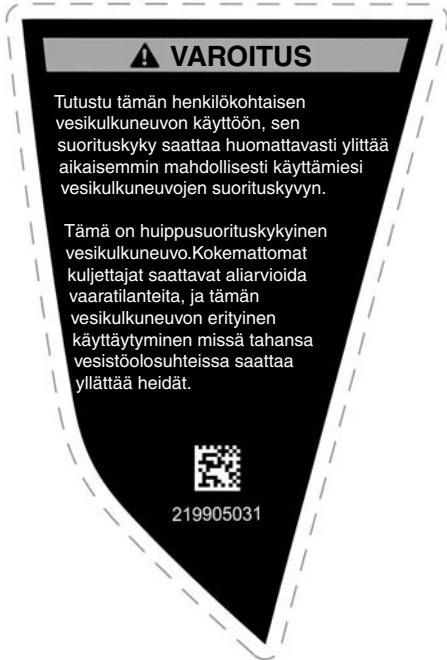 VAROITUS
Tutustu tämän henkilökohtaisen
vesikulkuneuvon käyttöön, sen
suorituskyky saattaa huomattavasti ylittää
aikaisemmin mahdollisesti käyttämiesi
vesikulkuneuvojen suorituskyvyn.
Tämä on huippusuorituskykyinen
vesikulkuneuvo.Kokemattomat
kuljettajat saattavat aliarvioida
vaaratilanteita, ja tämän
vesikulkuneuvon erityinen
käyttäytyminen missä tahansa
vesistöolosuhteissa saattaa
yllättää heidät.
219905031